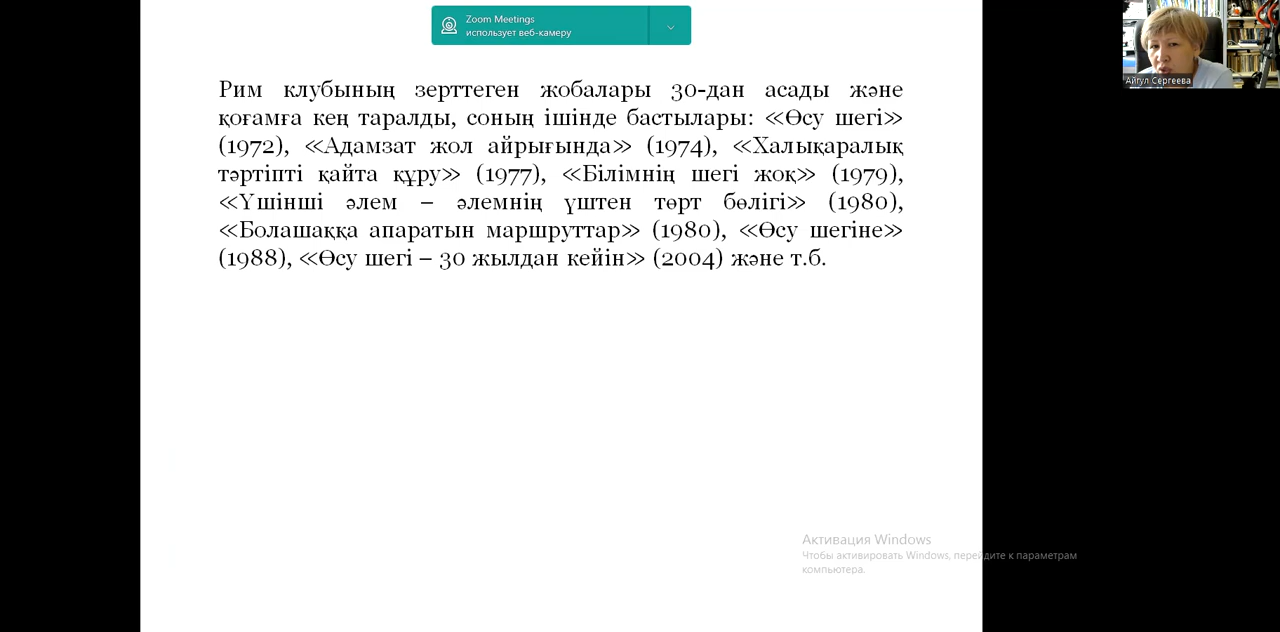 Zoom Meetings
использует веб-камеру
Айгул Сергеева
Рим клубының зерттеген жобалары 30-дан асады және
қоғамға кең таралды, соның ішінде бастылары: «Өсу шегі»
(1972), «Адамзат жол айрығында» (1974), «Халықаралық
тәртіпті қайта құру» (1977), «Білімнің шегі жоқ» (1979),
«Үшінші әлем – әлемнің үштен төрт бөлігі» (1980),
«Болашаққа апаратын маршруттар» (1980), «Өсу шегіне»
(1988), «Өсу шегі – 30 жылдан кейін» (2004) және т.б.
Активация Windows
Чтобы активировать Windows, перейдите к параметрам
компьютера.